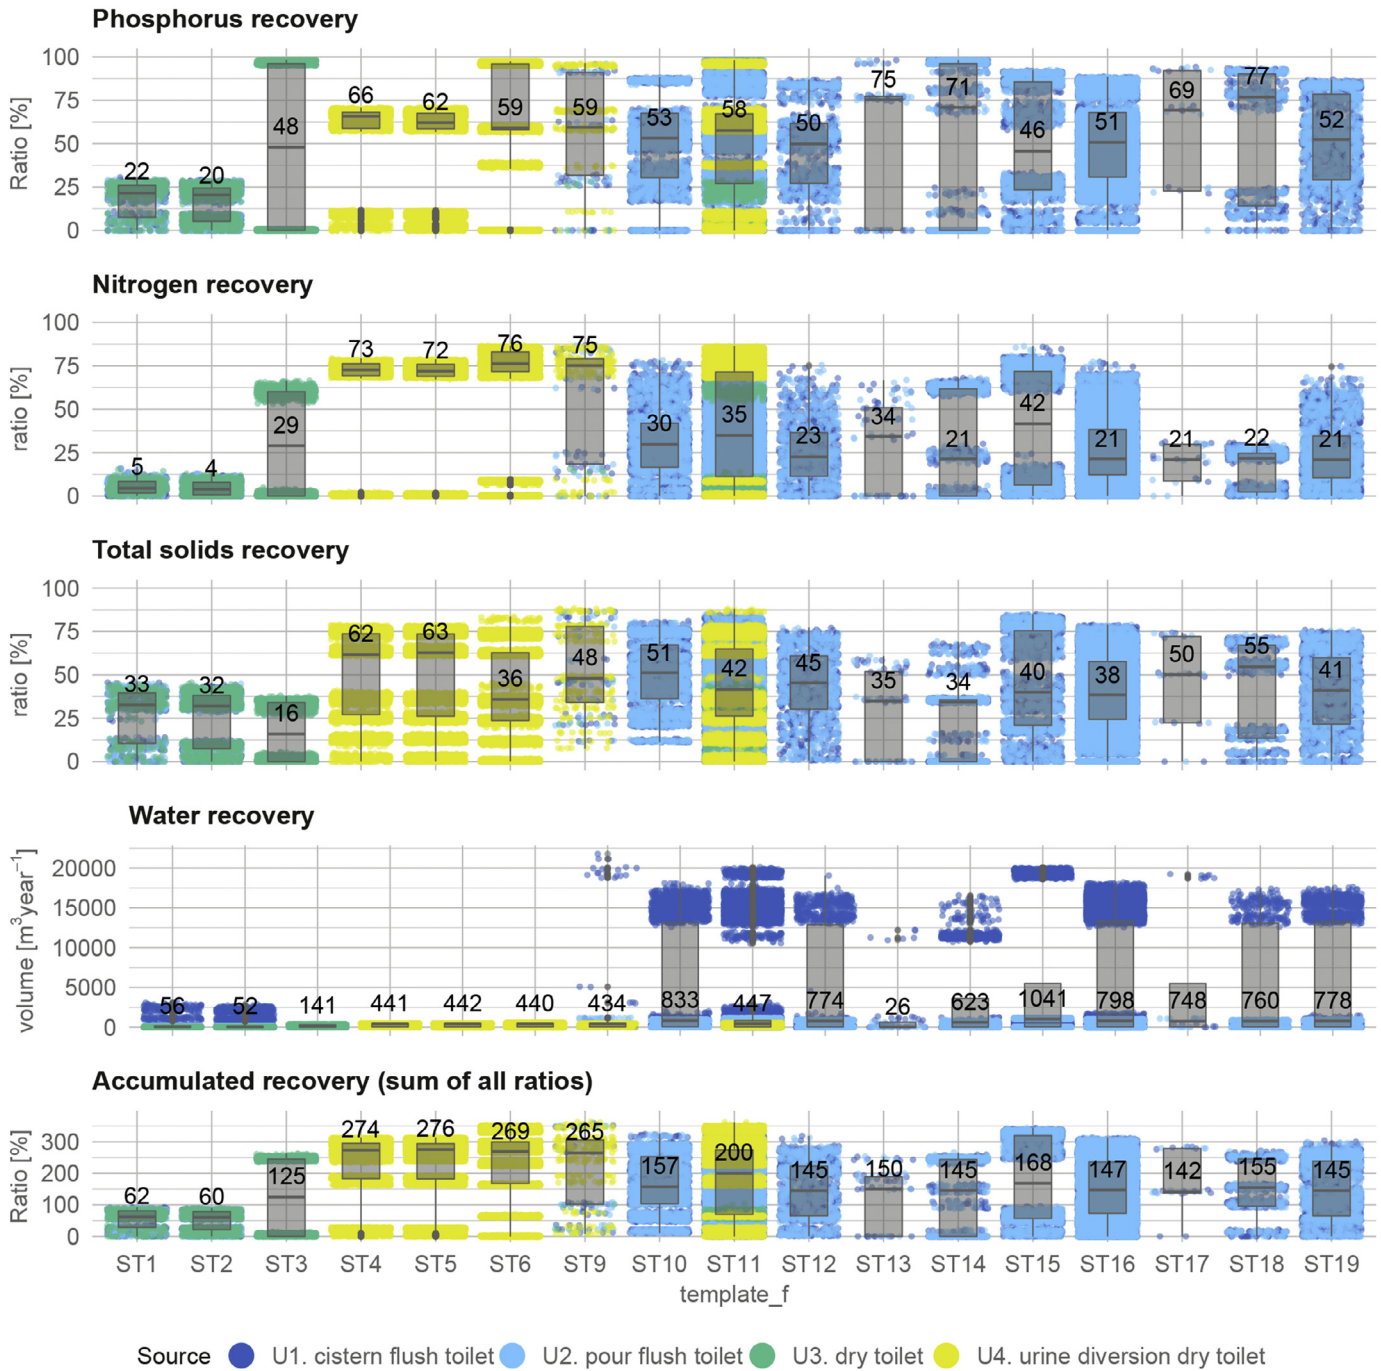 Phosphorus recovery
100
75
50
25
0
Ratio [%]
22 20 48 66 62 59 59 53 58 50 75 71 46 51 69 77 52
Nitrogen recovery
100
75
50
25
0
ratio [%]
5 4 29 73 72 76 75 30 35 23 34 21 42 21 21 22 21
Total solids recovery
100
75
50
25
0
ratio [%]
33 32 16 62 63 36 48 51 42 45 35 34 40 38 50 55 41
Water recovery
20000
15000
10000
5000
0
volume [m³year⁻¹]
56 52 141 441 442 440 434 833 447 774 26 623 1041 798 748 760 778
Accumulated recovery (sum of all ratios)
300
200
100
0
Ratio [%]
62 60 125 274 276 269 265 157 200 145 150 145 168 147 142 155 145
ST1 ST2 ST3 ST4 ST5 ST6 ST9 ST10 ST11 ST12 ST13 ST14 ST15 ST16 ST17 ST18 ST19
template_f
Source U1. cistern flush toilet U2. pour flush toilet U3. dry toilet U4. urine diversion dry toilet